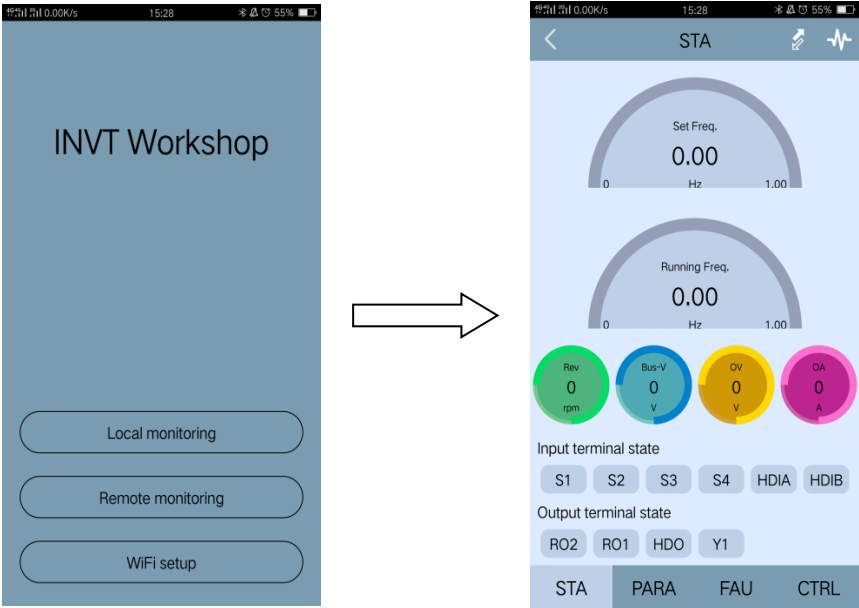 0.00K/s 15:28 55%
INVT Workshop
Local monitoring
Remote monitoring
WiFi setup
0.00K/s 15:28 55%
STA
Set Freq.
0.00
0 Hz 1.00
Running Freq.
0.00
0 Hz 1.00
Rev Bus-V OV OA
0 0 0 0
rpm V V A
Input terminal state
S1 S2 S3 S4 HDIA HDIB
Output terminal state
RO2 RO1 HDO Y1
STA PARA FAU CTRL